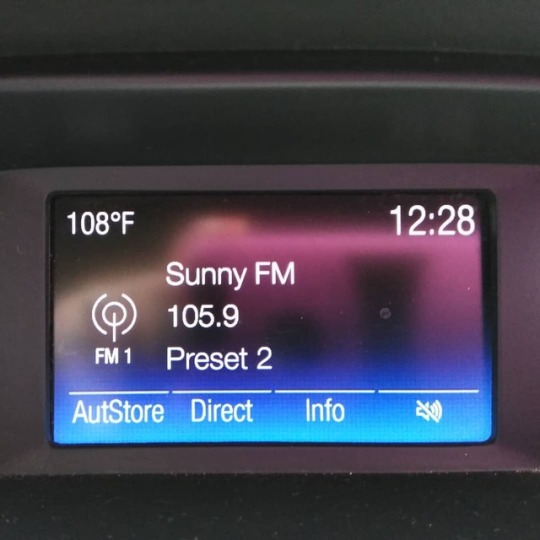 108°F 12:28
Sunny FM
105.9
FM 1 Preset 2
AutStore Direct Info